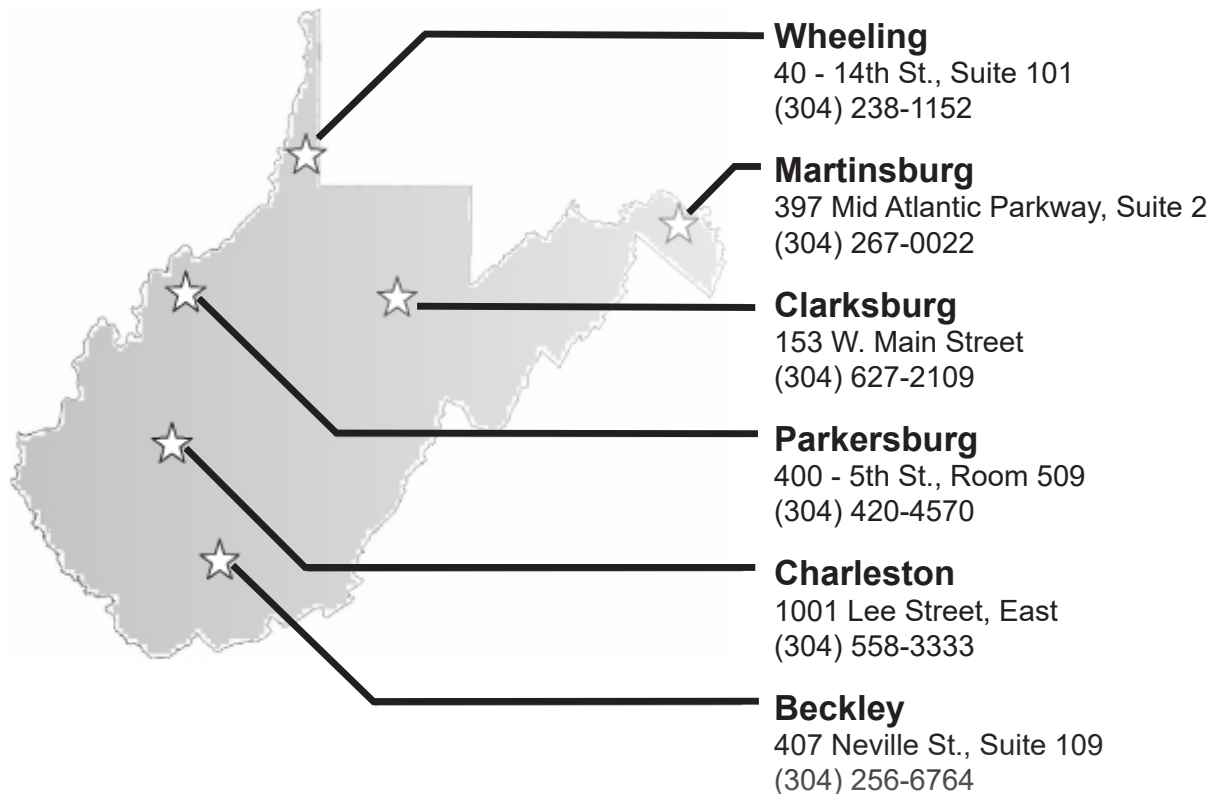 Wheeling
40 - 14th St., Suite 101
(304) 238-1152
Martinsburg
397 Mid Atlantic Parkway, Suite 2
(304) 267-0022
Clarksburg
153 W. Main Street
(304) 627-2109
Parkersburg
400 - 5th St., Room 509
(304) 420-4570
Charleston
1001 Lee Street, East
(304) 558-3333
Beckley
407 Neville St., Suite 109
(304) 256-6764